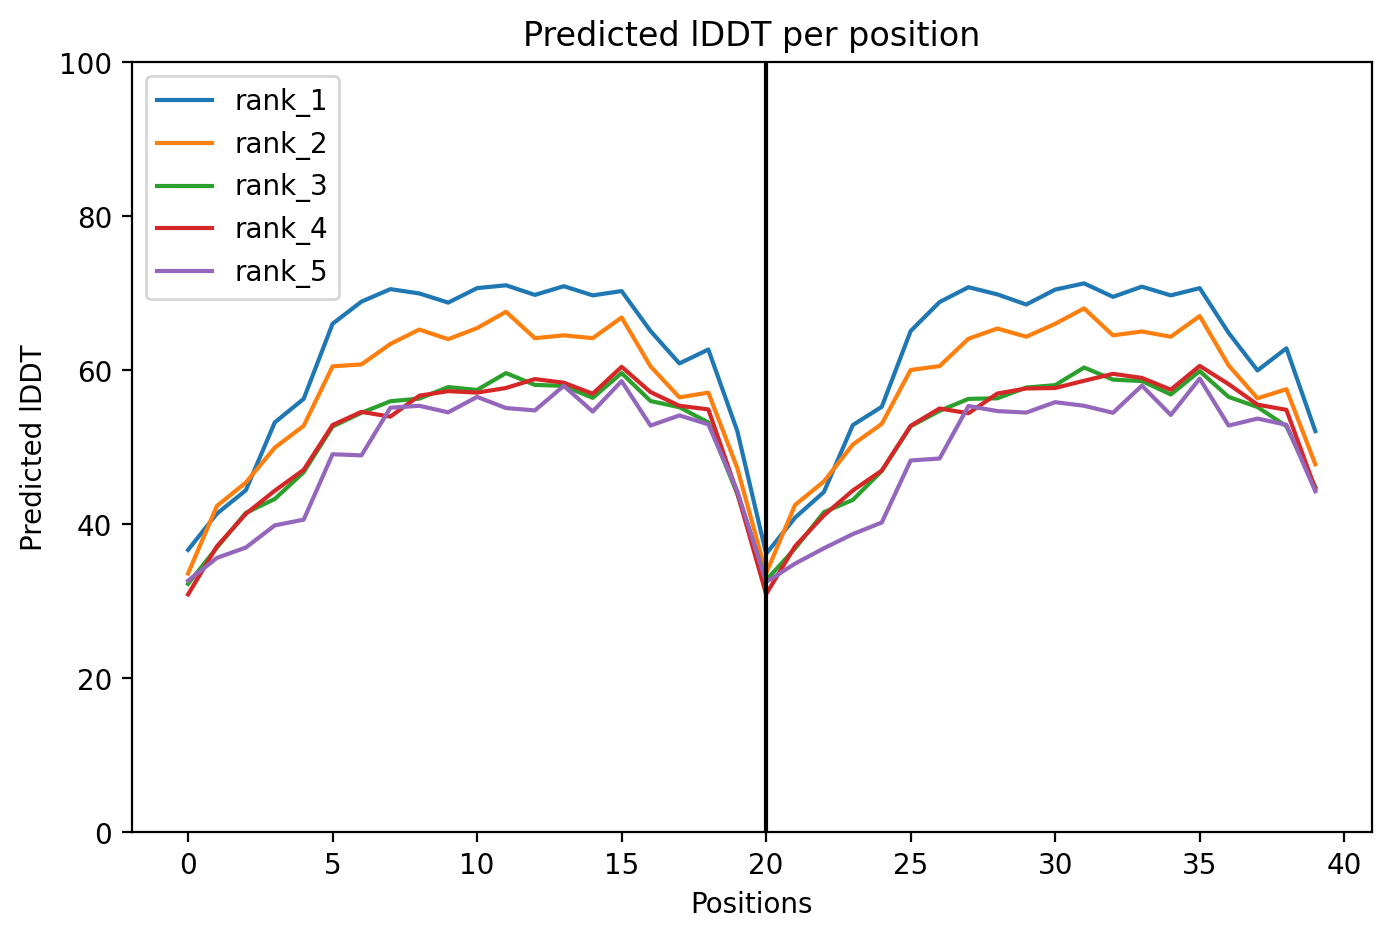 Predicted lDDT per position
100
80
60
40
20
0
Predicted lDDT
rank_1
rank_2
rank_3
rank_4
rank_5
0 5 10 15 20 25 30 35 40
Positions